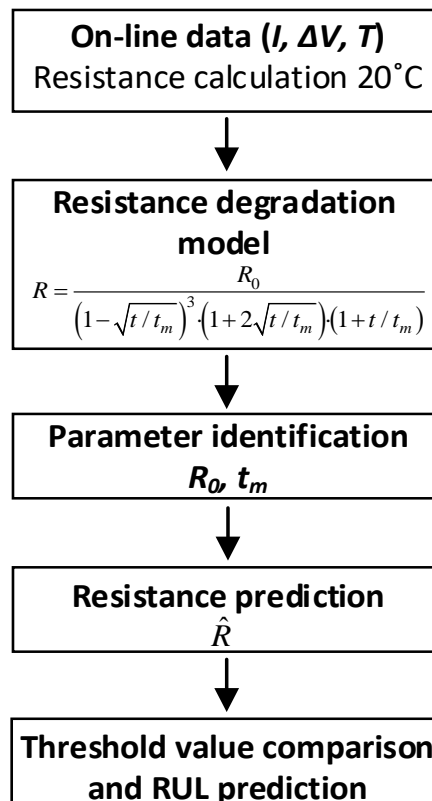 On-line data (I, ΔV, T)
Resistance calculation 20˚C
Resistance degradation
model
R = R₀ / ((1−√(t/tₘ))³·(1+2√(t/tₘ))·(1+t/tₘ))
Parameter identification
R₀, tₘ
Resistance prediction
R̂
Threshold value comparison
and RUL prediction